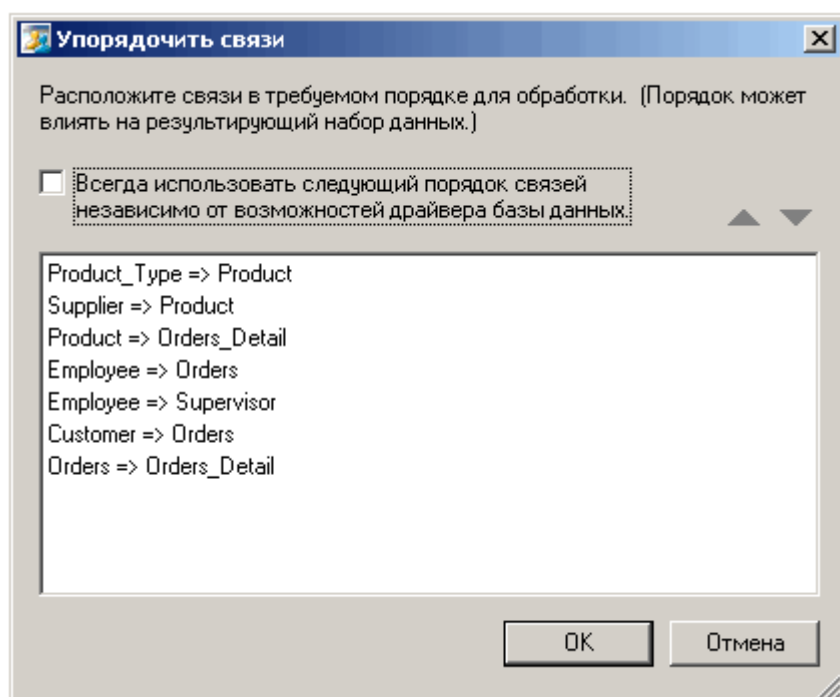 Упорядочить связи
Расположите связи в требуемом порядке для обработки. (Порядок может
влиять на результирующий набор данных.)
Всегда использовать следующий порядок связей
независимо от возможностей драйвера базы данных.
Product_Type => Product
Supplier => Product
Product => Orders_Detail
Employee => Orders
Employee => Supervisor
Customer => Orders
Orders => Orders_Detail
OK
Отмена